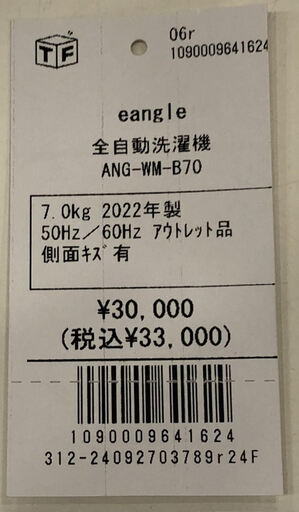 TF
06r
1090009641624
eangle
全自動洗濯機
ANG-WM-B70
7.0kg 2022年製
50Hz/60Hz ｱｳﾄﾚｯﾄ品
側面ｷｽﾞ有
¥30,000
(税込¥33,000)
1090009641624
312-24092703789r24F